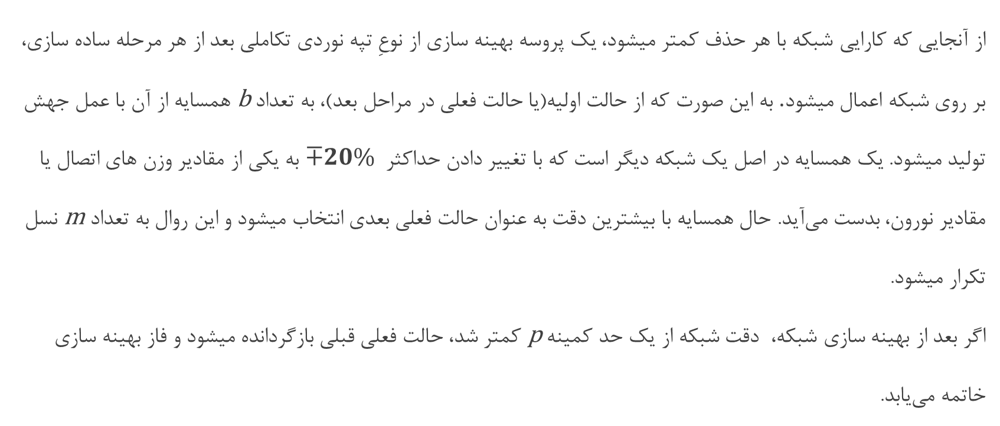 از آنجایی که کارایی شبکه با هر حذف کمتر میشود، یک پروسه بهینه سازی از نوعِ تپه نوردی تکاملی بعد از هر مرحله ساده سازی،
بر روی شبکه اعمال میشود. به این صورت که از حالت اولیه(یا حالت فعلی در مراحل بعد)، به تعداد b همسایه از آن با عمل جهش
تولید میشود. یک همسایه در اصل یک شبکه دیگر است که با تغییر دادن حداکثر ∓20% به یکی از مقادیر وزن های اتصال یا
مقادیر نورون، بدست می‌آید. حال همسایه با بیشترین دقت به عنوان حالت فعلی بعدی انتخاب میشود و این روال به تعداد m نسل
تکرار میشود.
اگر بعد از بهینه سازی شبکه، دقت شبکه از یک حد کمینه p کمتر شد، حالت فعلی قبلی بازگردانده میشود و فاز بهینه سازی
خاتمه می‌یابد.